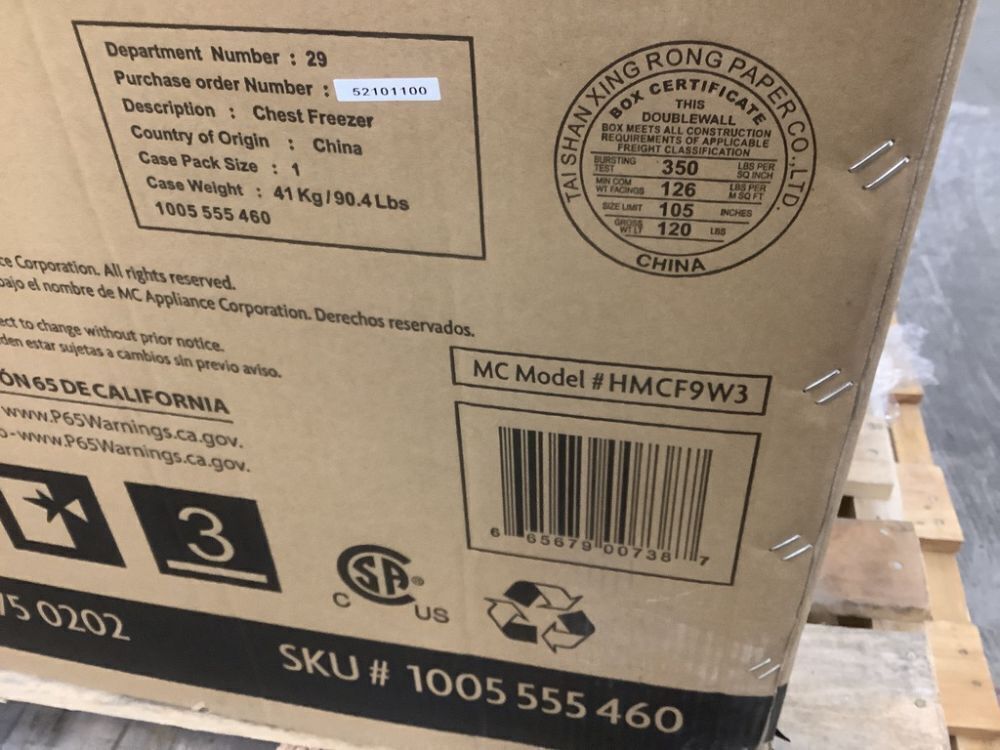 Department Number : 29
Purchase order Number : 52101100
Description : Chest Freezer
Country of Origin : China
Case Pack Size : 1
Case Weight : 41 Kg/90.4 Lbs
1005 555 460
TAI SHAN XING RONG PAPER CO.,LTD.
BOX CERTIFICATE
THIS
DOUBLEWALL
BOX MEETS ALL CONSTRUCTION
REQUIREMENTS OF APPLICABLE
FREIGHT CLASSIFICATION
BURSTING TEST 350 LBS PER SQ INCH
MIN COM WT FACINGS 126 LBS PER M SQ FT
SIZE LIMIT 105 INCHES
GROSS WT LT 120 LBS
CHINA
ce Corporation. All rights reserved.
bajo el nombre de MC Appliance Corporation. Derechos reservados.
ect to change without prior notice.
den estar sujetas a cambios sin previo aviso.
ÓN 65 DE CALIFORNIA
www.P65Warnings.ca.gov.
o-www.P65Warnings.ca.gov.
MC Model # HMCF9W3
6 65679 00738 7
3
C SA ® US
75 0202
SKU # 1005 555 460